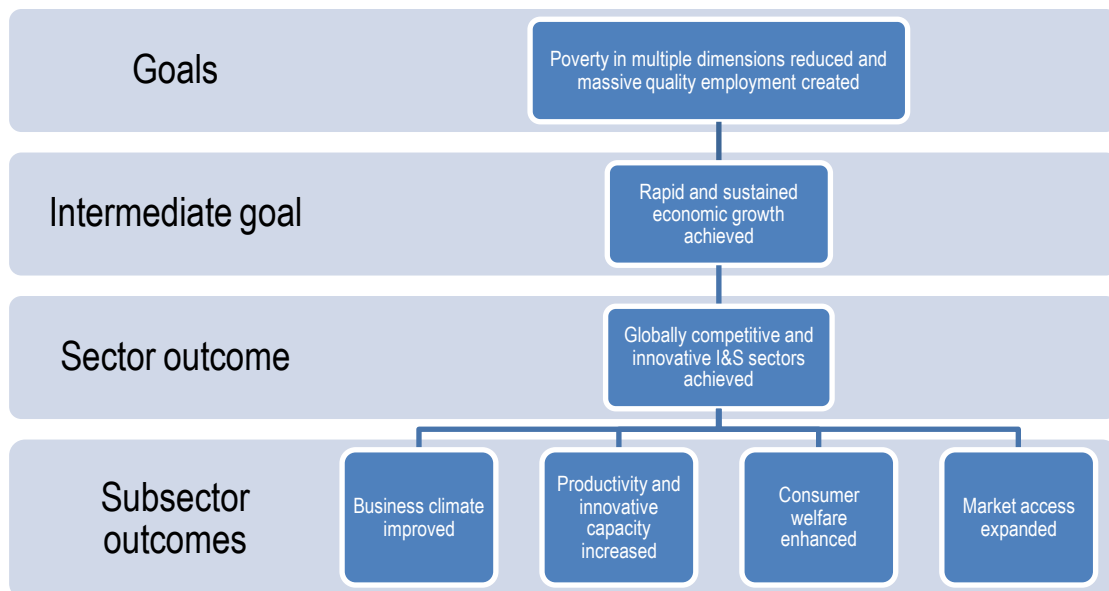 Goals
Poverty in multiple dimensions reduced and
massive quality employment created
Intermediate goal
Rapid and sustained
economic growth
achieved
Sector outcome
Globally competitive and
innovative I&S sectors
achieved
Subsector
outcomes
Business climate
improved
Productivity and
innovative
capacity
increased
Consumer
welfare
enhanced
Market access
expanded